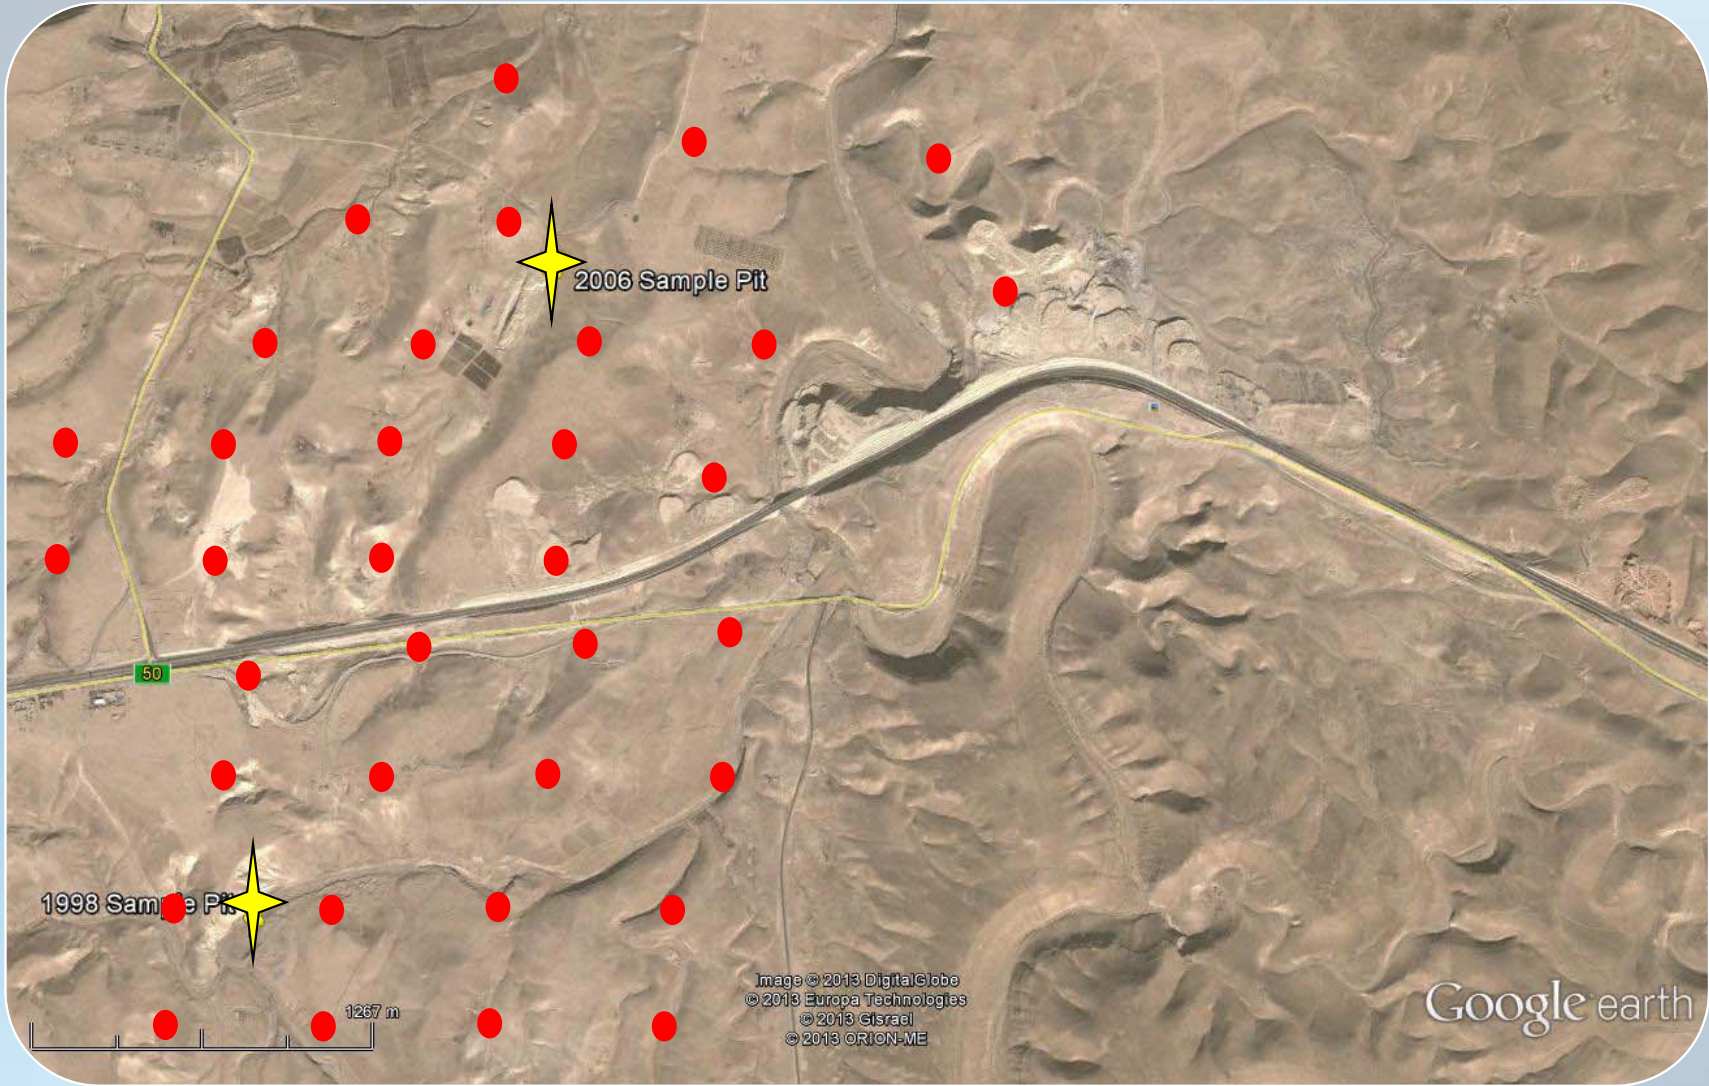 2006 Sample Pit
50
1998 Sample Pit
1267 m
Image © 2013 DigitalGlobe
© 2013 Europa Technologies
© 2013 Gisrael
© 2013 ORION-ME
Google earth